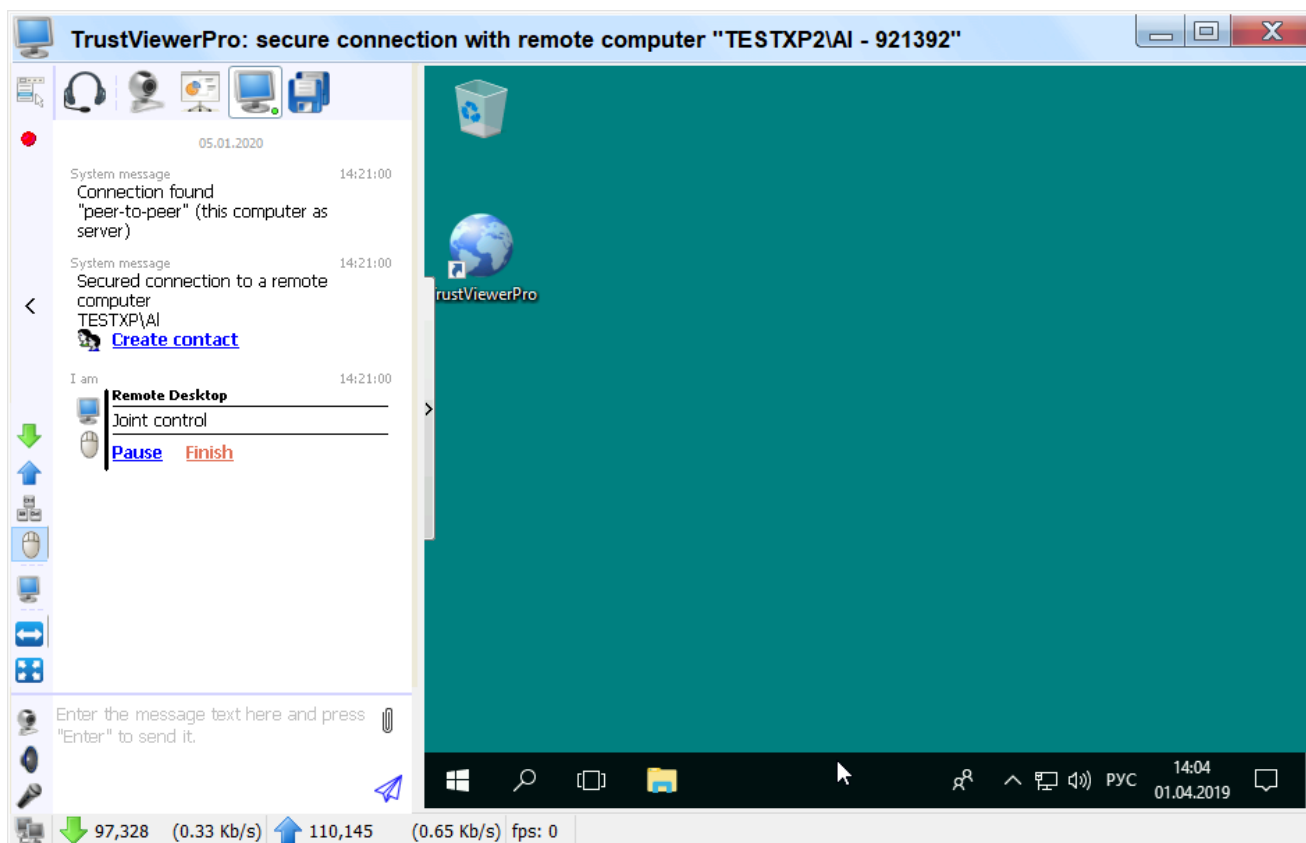 TrustViewerPro: secure connection with remote computer "TESTXP2\Al - 921392"
05.01.2020
System message 14:21:00
Connection found
"peer-to-peer" (this computer as
server)
System message 14:21:00
Secured connection to a remote
computer
TESTXP\Al
Create contact
I am 14:21:00
Remote Desktop
Joint control
Pause Finish
Enter the message text here and press
"Enter" to send it.
rustViewerPro
РУС
14:04
01.04.2019
97,328 (0.33 Kb/s) 110,145 (0.65 Kb/s) fps: 0